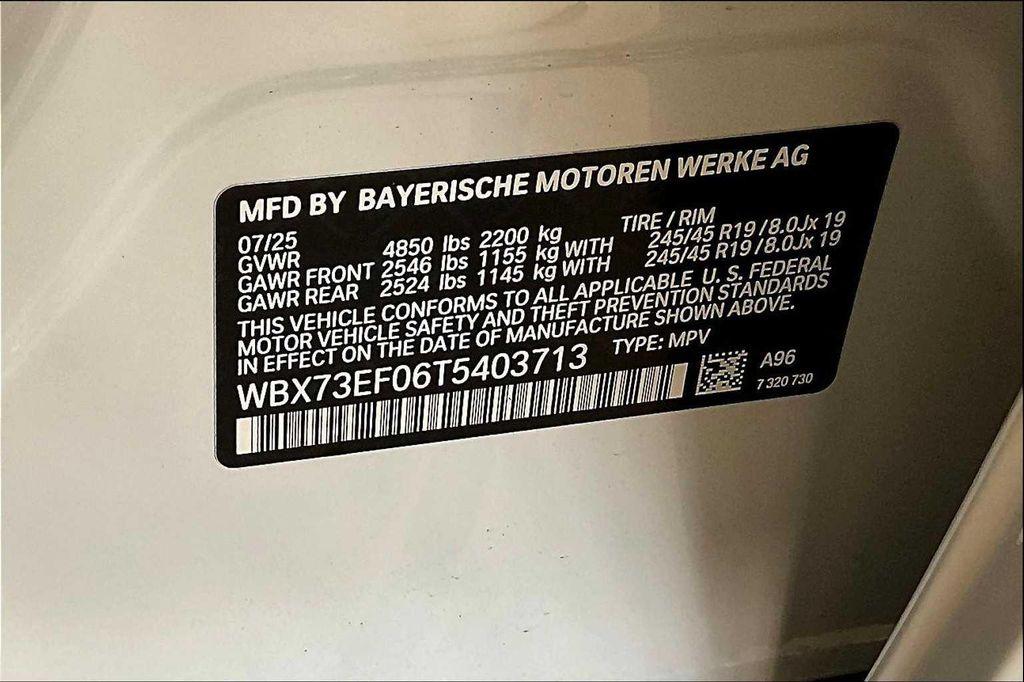 MFD BY BAYERISCHE MOTOREN WERKE AG
07/25 TIRE / RIM
GVWR 4850 lbs 2200 kg
GAWR FRONT 2546 lbs 1155 kg WITH 245/45 R19 / 8.0Jx 19
GAWR REAR 2524 lbs 1145 kg WITH 245/45 R19 / 8.0Jx 19
THIS VEHICLE CONFORMS TO ALL APPLICABLE U. S. FEDERAL
MOTOR VEHICLE SAFETY AND THEFT PREVENTION STANDARDS
IN EFFECT ON THE DATE OF MANUFACTURE SHOWN ABOVE.
WBX73EF06T5403713 TYPE: MPV
A96
7 320 730